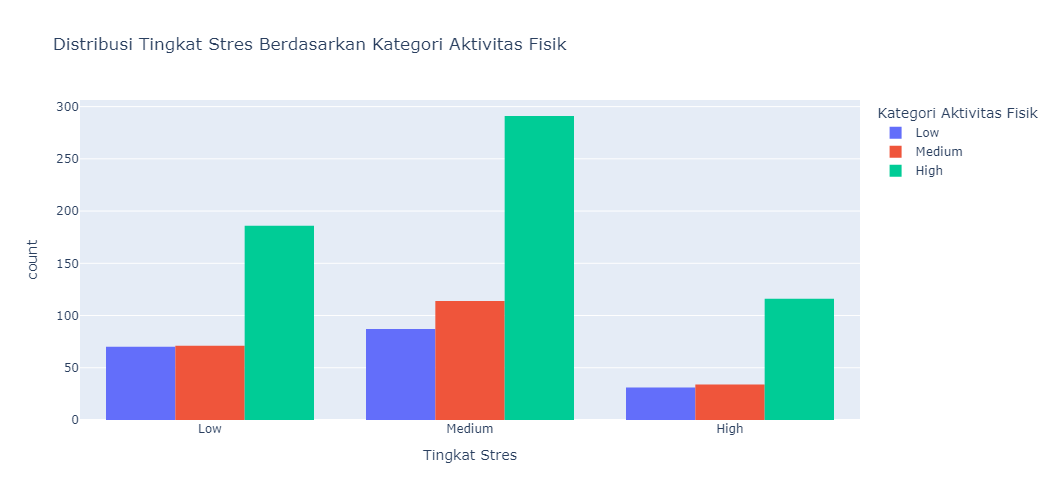 Distribusi Tingkat Stres Berdasarkan Kategori Aktivitas Fisik
Kategori Aktivitas Fisik
Low
Medium
High
300
250
200
150
100
50
0
count
Low
Medium
High
Tingkat Stres